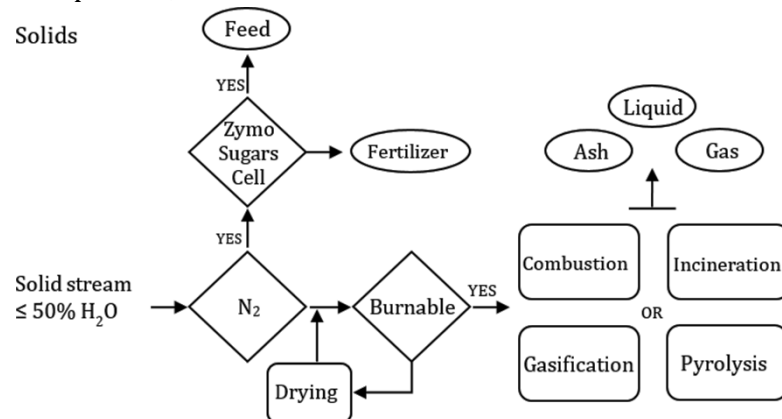 Solids
Feed
YES
Zymo
Sugars
Cell
Fertilizer
Liquid
Ash
Gas
YES
Solid stream
≤ 50% H₂O
N₂
Burnable
YES
Drying
Combustion
Incineration
OR
Gasification
Pyrolysis